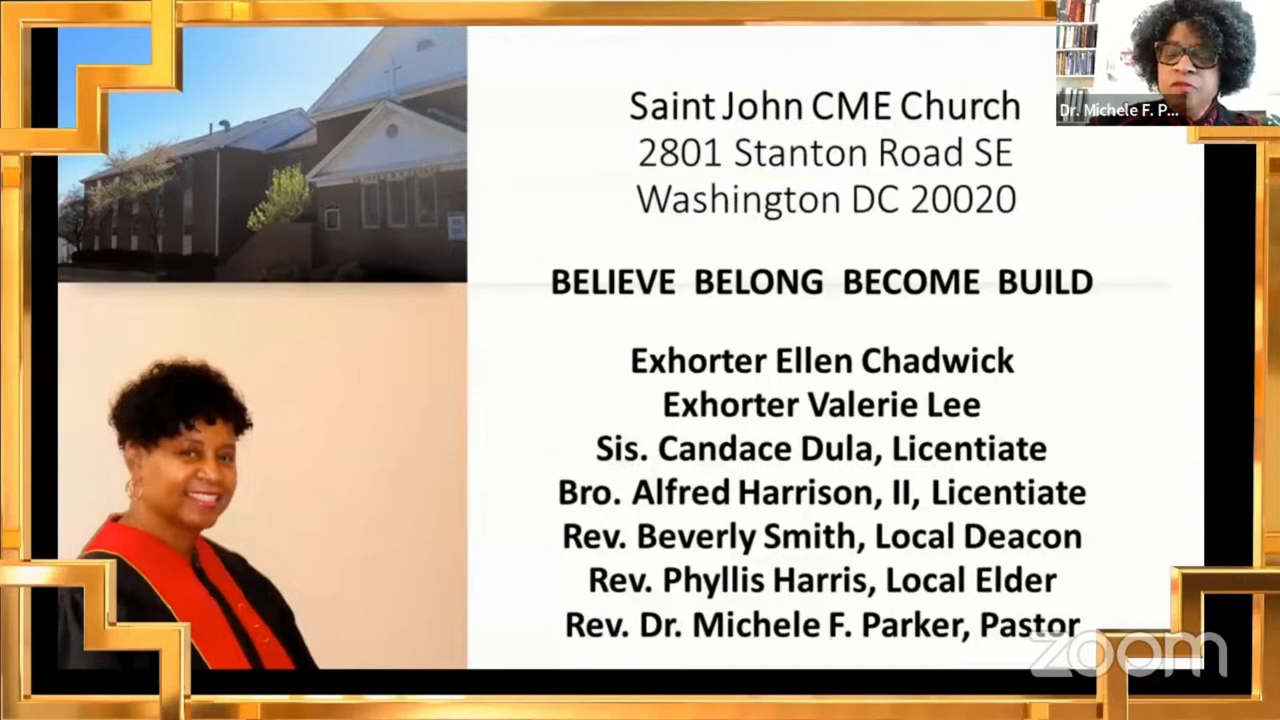 Saint John CME Church
2801 Stanton Road SE
Washington DC 20020
BELIEVE BELONG BECOME BUILD
Exhorter Ellen Chadwick
Exhorter Valerie Lee
Sis. Candace Dula, Licentiate
Bro. Alfred Harrison, II, Licentiate
Rev. Beverly Smith, Local Deacon
Rev. Phyllis Harris, Local Elder
Rev. Dr. Michele F. Parker, Pastor
Dr. Michele F. P...
zoom